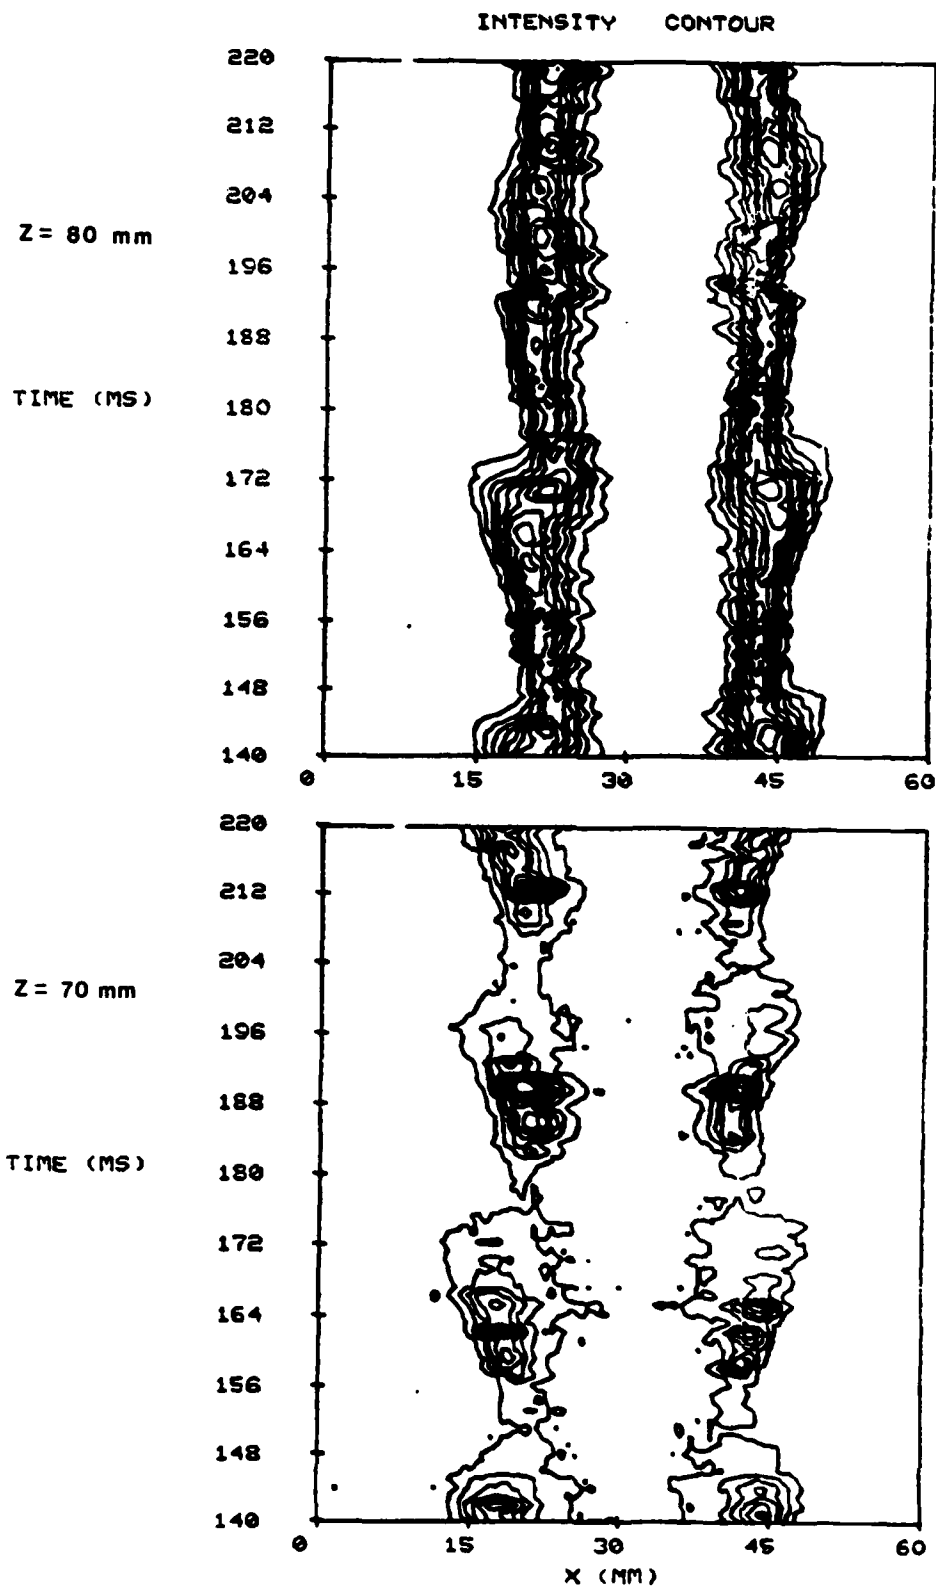 INTENSITY CONTOUR
220
212
204
Z = 80 mm
196
188
TIME (MS)
180
172
164
156
148
140
0 15 30 45 60
220
212
204
Z = 70 mm
196
188
TIME (MS)
180
172
164
156
148
140
0 15 30 45 60
X (MM)